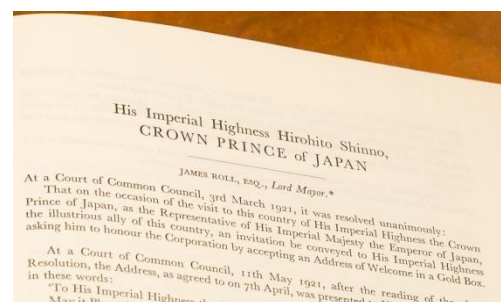 His Imperial Highness Hirohito Shinno,
CROWN PRINCE of JAPAN
JAMES ROLL, ESQ., Lord Mayor.*
At a Court of Common Council, 3rd March 1921, it was resolved unanimously:
That on the occasion of the visit to this country of His Imperial Highness the Crown
Prince of Japan, as the Representative of His Imperial Majesty the Emperor of Japan,
the illustrious ally of this country, an invitation be conveyed to His Imperial Highness
asking him to honour the Corporation by accepting an Address of Welcome in a Gold Box.
At a Court of Common Council, 11th May 1921, after the reading of the
Resolution, the Address, as agreed to on 7th April, was presented
in these words:
'To His Imperial Highness
May it